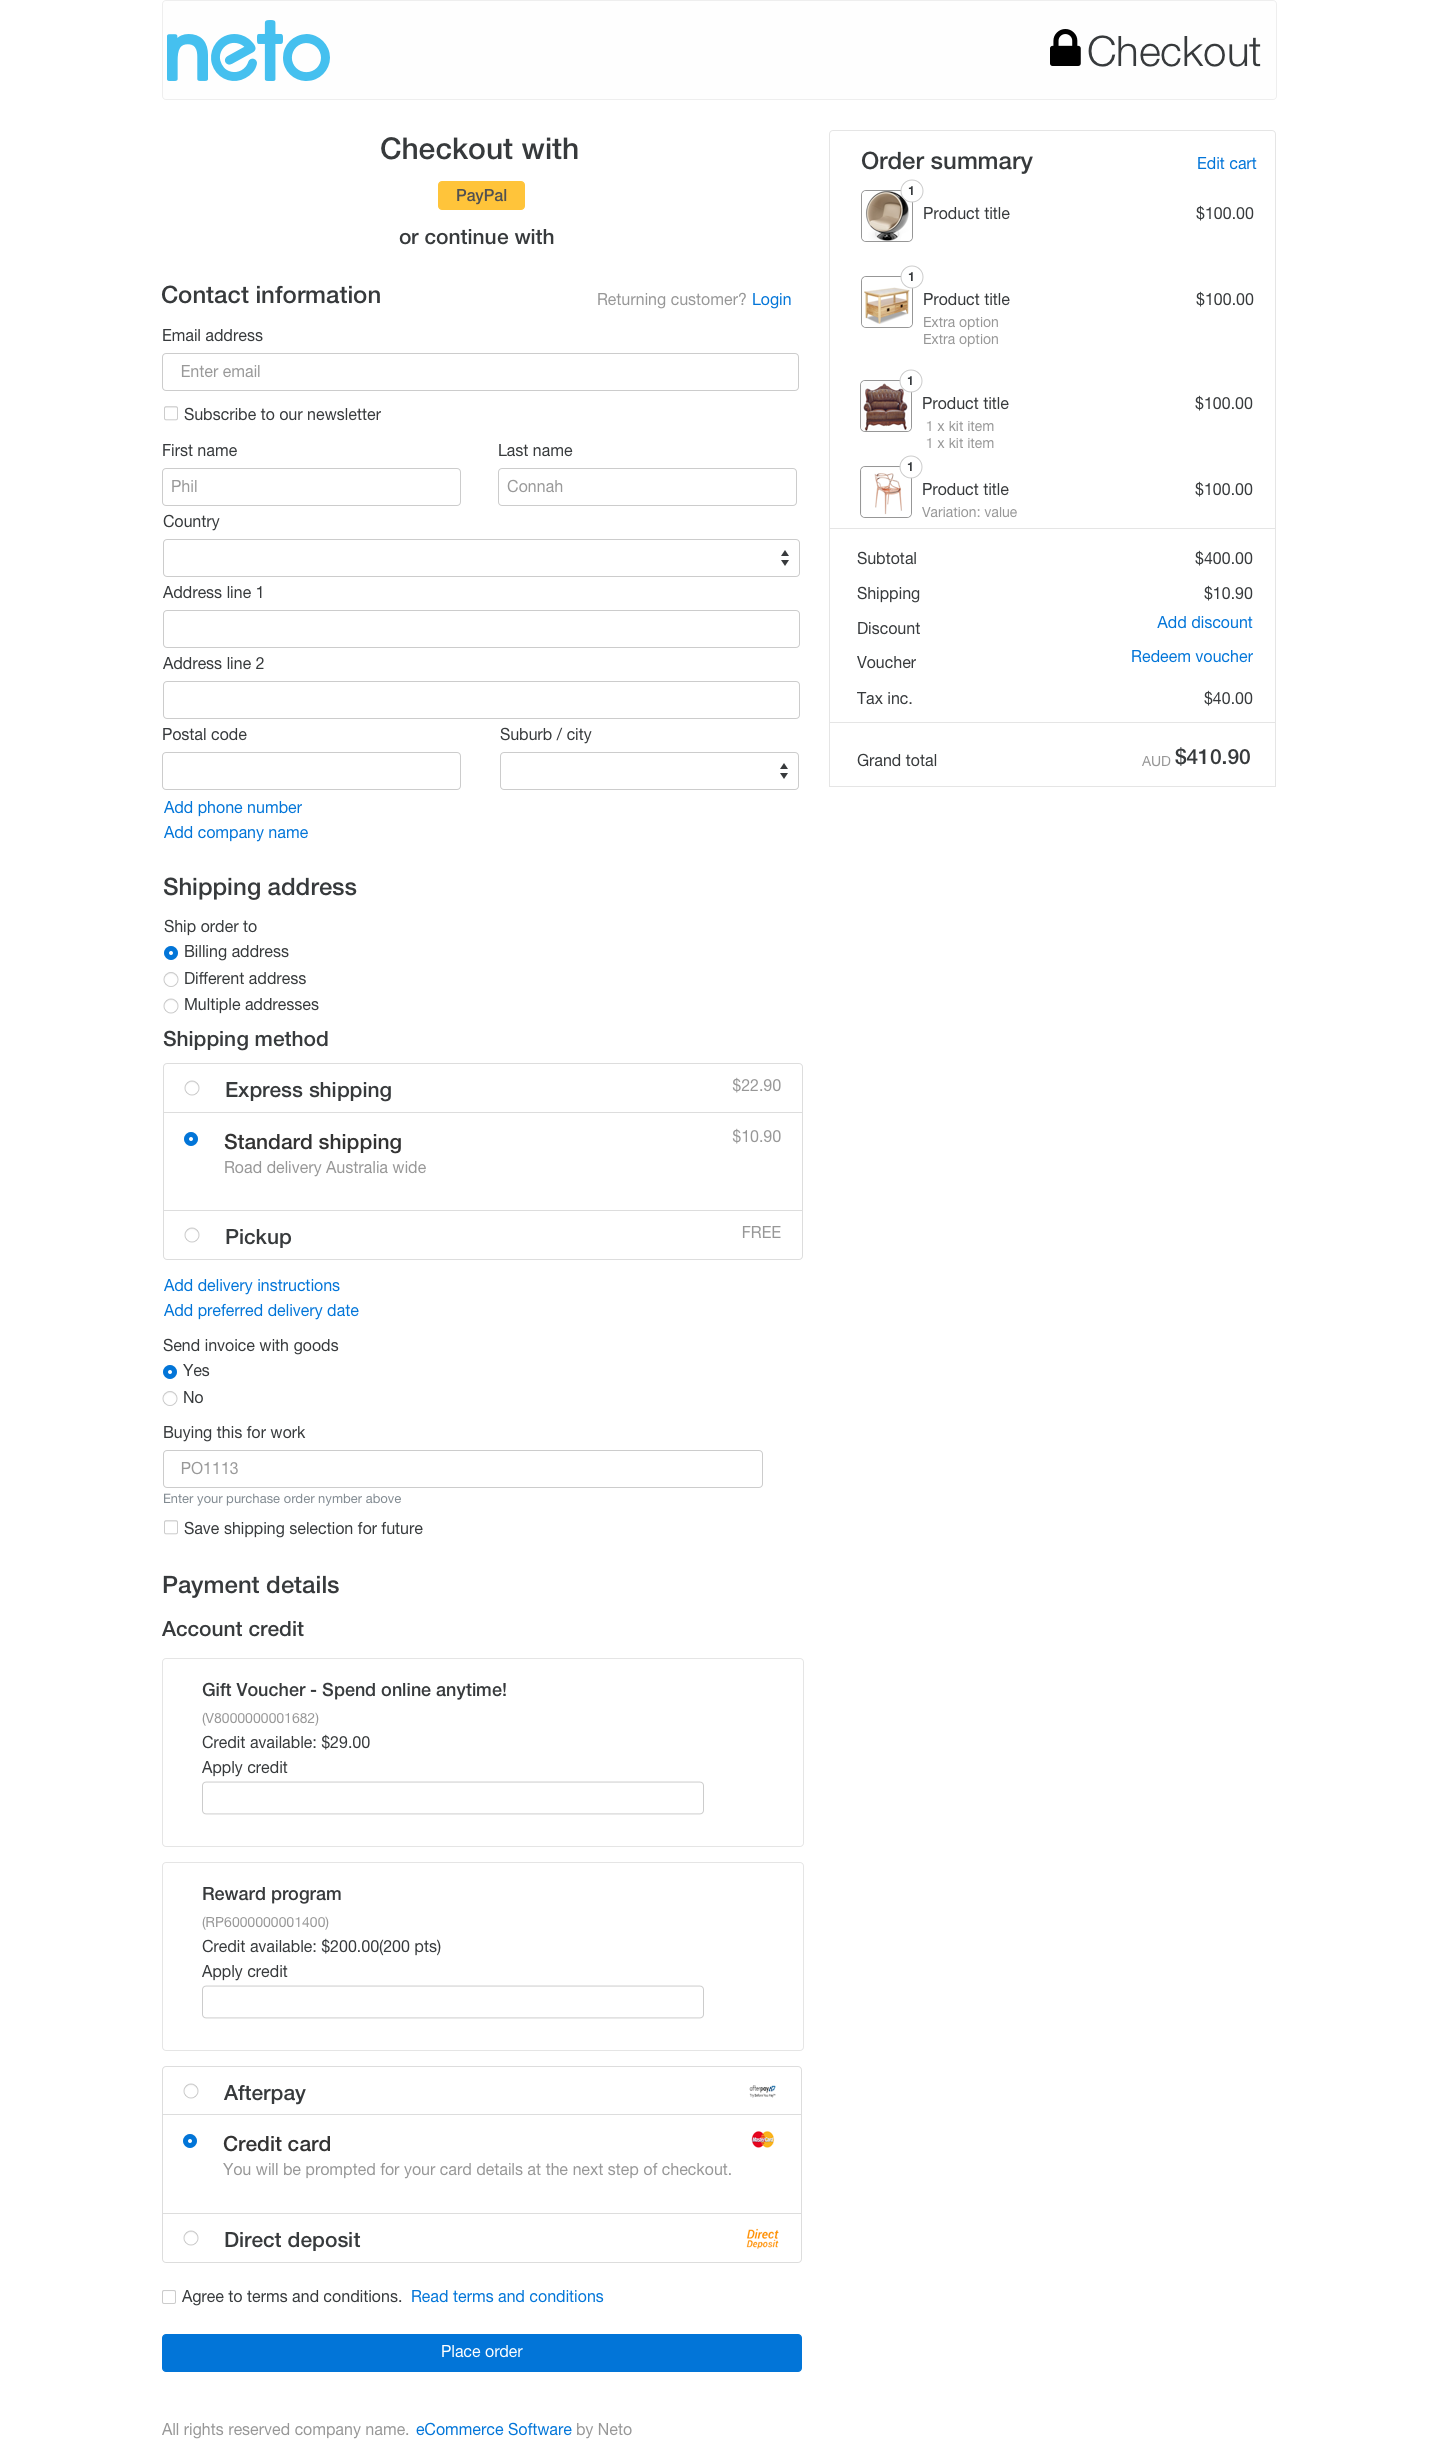 neto
Checkout
Checkout with
PayPal
or continue with
Contact information
Returning customer? Login
Email address
Enter email
Subscribe to our newsletter
First name
Last name
Phil
Connah
Country
Address line 1
Address line 2
Postal code
Suburb / city
Add phone number
Add company name
Shipping address
Ship order to
Billing address
Different address
Multiple addresses
Shipping method
Express shipping
$22.90
Standard shipping
$10.90
Road delivery Australia wide
Pickup
FREE
Add delivery instructions
Add preferred delivery date
Send invoice with goods
Yes
No
Buying this for work
PO1113
Enter your purchase order nymber above
Save shipping selection for future
Payment details
Account credit
Gift Voucher - Spend online anytime!
(V8000000001682)
Credit available: $29.00
Apply credit
Reward program
(RP6000000001400)
Credit available: $200.00(200 pts)
Apply credit
Afterpay
afterpay
Credit card
MasterCard
You will be prompted for your card details at the next step of checkout.
Direct deposit
Direct
Deposit
Agree to terms and conditions. Read terms and conditions
Place order
Order summary
Edit cart
1
Product title
$100.00
1
Product title
$100.00
Extra option
Extra option
1
Product title
$100.00
1 x kit item
1 x kit item
1
Product title
$100.00
Variation: value
Subtotal
$400.00
Shipping
$10.90
Discount
Add discount
Voucher
Redeem voucher
Tax inc.
$40.00
Grand total
AUD $410.90
All rights reserved company name. eCommerce Software by Neto